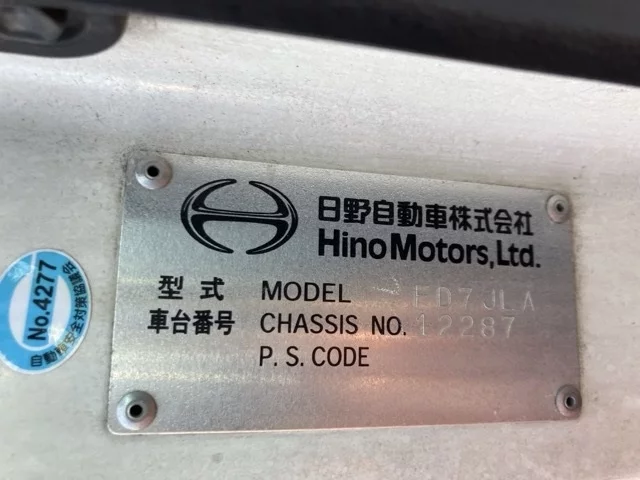 日野自動車株式会社
Hino Motors, Ltd.
型式 MODEL FD7JLA
車台番号 CHASSIS NO. 12287
P. S. CODE
No.4277